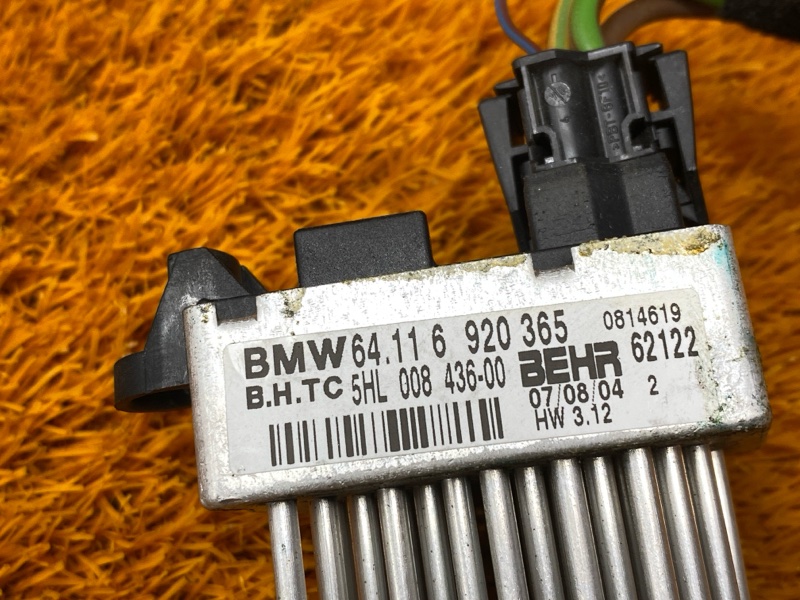 BMW 64.11 6 920 365 0814619
B.H.TC 5HL 008 436-00 BEHR 62122
07/08/04 2
HW 3.12